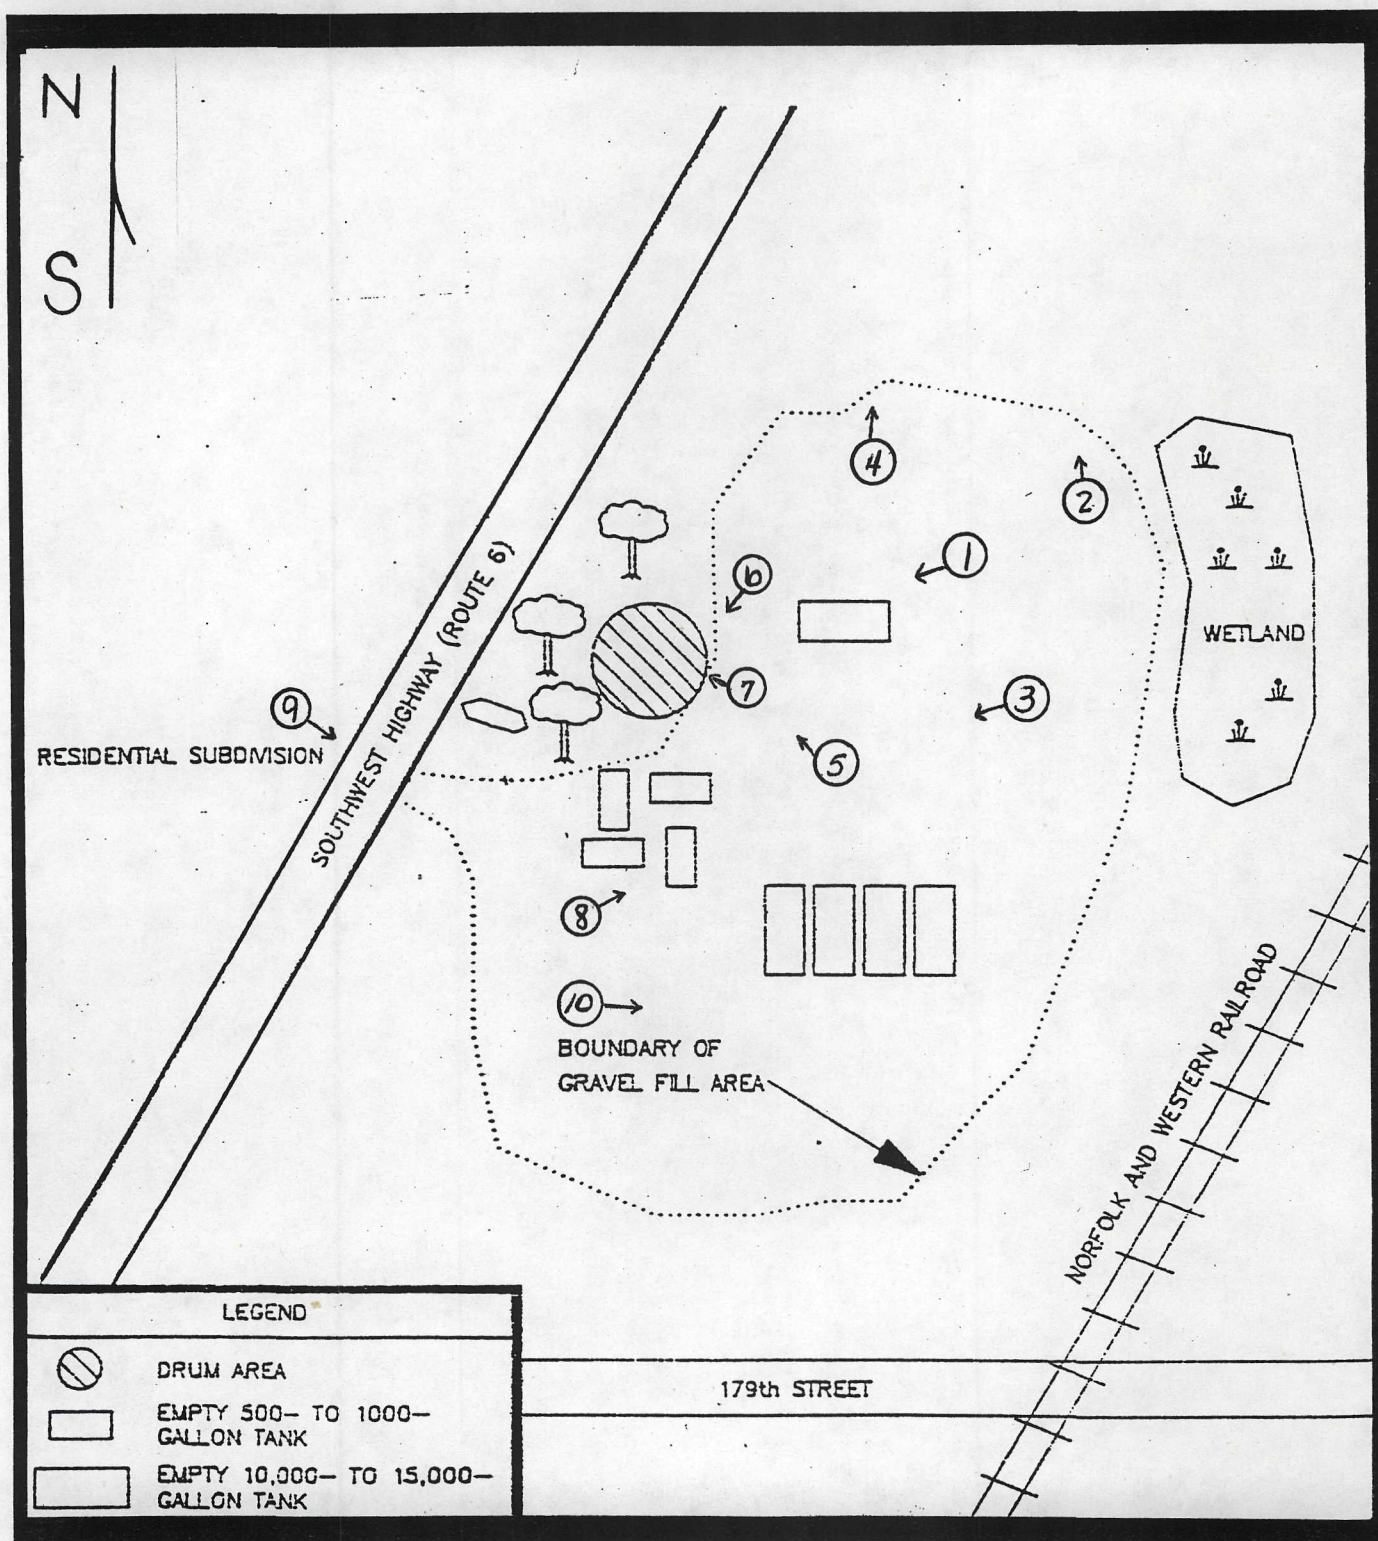 N
S
4
2
1
6
SOUTHWEST HIGHWAY (ROUTE 6)
WETLAND
7
3
9
RESIDENTIAL SUBDIVISION
5
8
10
BOUNDARY OF
GRAVEL FILL AREA
NORFOLK AND WESTERN RAILROAD
LEGEND
DRUM AREA
EMPTY 500- TO 1000-
GALLON TANK
EMPTY 10,000- TO 15,000-
GALLON TANK
179th STREET